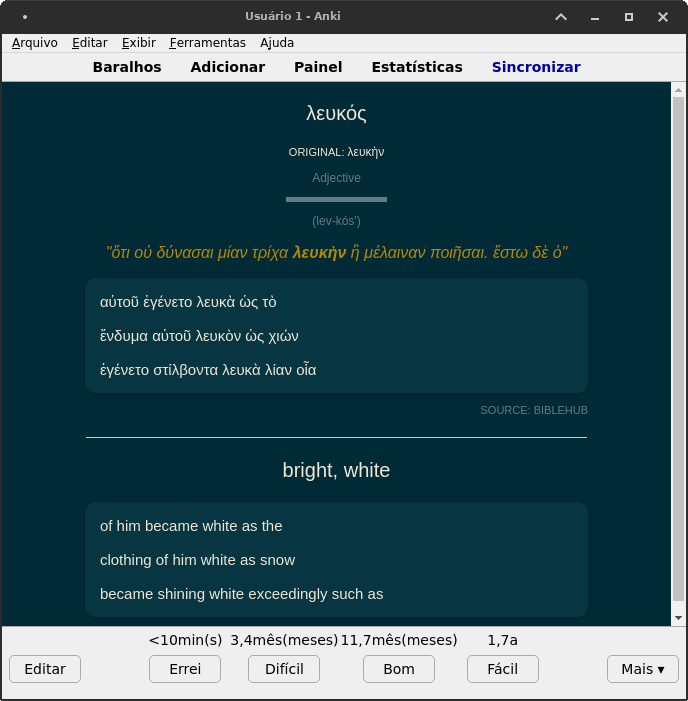 Usuário 1 - Anki
Arquivo Editar Exibir Ferramentas Ajuda
Baralhos Adicionar Painel Estatísticas Sincronizar
λευκός
ORIGINAL: λευκὴν
Adjective
(lev-kós')
"ὅτι οὐ δύνασαι μίαν τρίχα λευκὴν ἢ μέλαιναν ποιῆσαι. ἔστω δὲ ὁ"
αὐτοῦ ἐγένετο λευκὰ ὡς τὸ
ἔνδυμα αὐτοῦ λευκὸν ὡς χιών
ἐγένετο στίλβοντα λευκὰ λίαν οἷα
SOURCE: BIBLEHUB
bright, white
of him became white as the
clothing of him white as snow
became shining white exceedingly such as
<10min(s) 3,4mês(meses) 11,7mês(meses) 1,7a
Editar Errei Difícil Bom Fácil Mais ▾